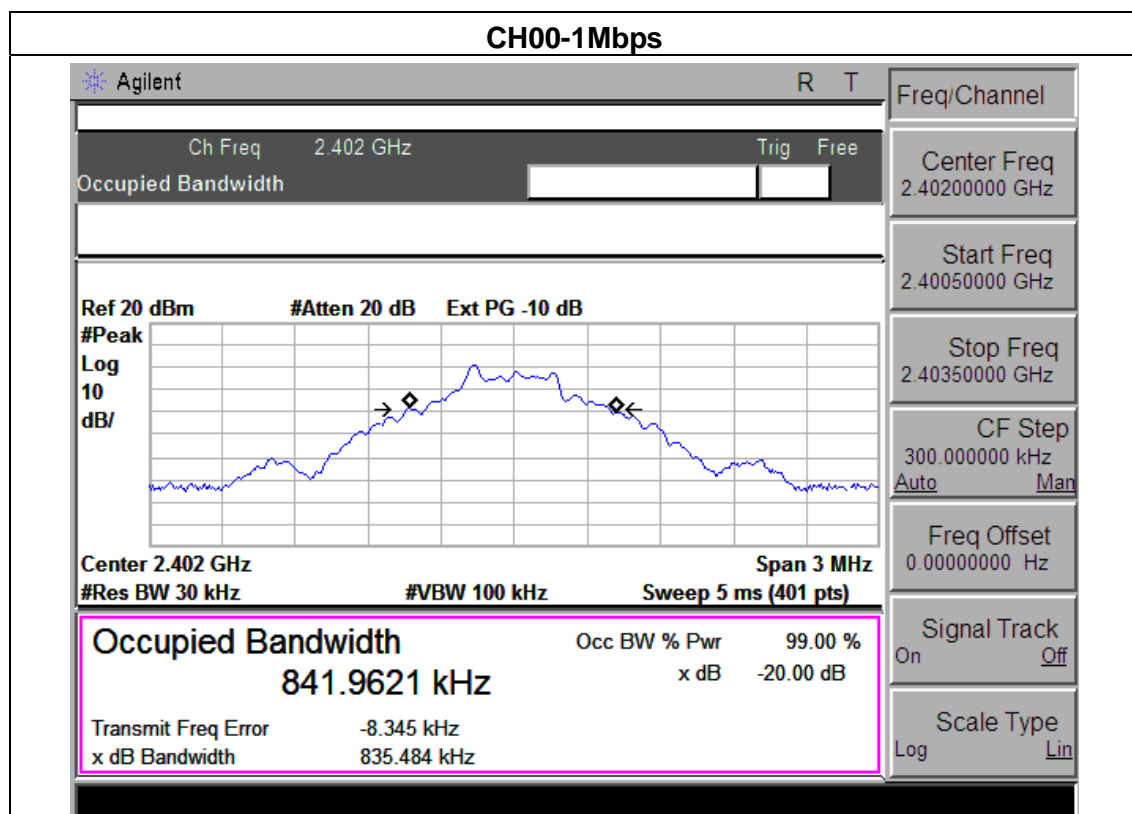 CH00-1Mbps
Agilent R T
Ch Freq 2.402 GHz Trig Free
Occupied Bandwidth
Ref 20 dBm #Atten 20 dB Ext PG -10 dB
#Peak
Log
10
dB/
Center 2.402 GHz Span 3 MHz
#Res BW 30 kHz #VBW 100 kHz Sweep 5 ms (401 pts)
Occupied Bandwidth Occ BW % Pwr 99.00 %
841.9621 kHz x dB -20.00 dB
Transmit Freq Error -8.345 kHz
x dB Bandwidth 835.484 kHz
Freq/Channel
Center Freq
2.40200000 GHz
Start Freq
2.40050000 GHz
Stop Freq
2.40350000 GHz
CF Step
300.000000 kHz
Auto Man
Freq Offset
0.00000000 Hz
Signal Track
On Off
Scale Type
Log Lin